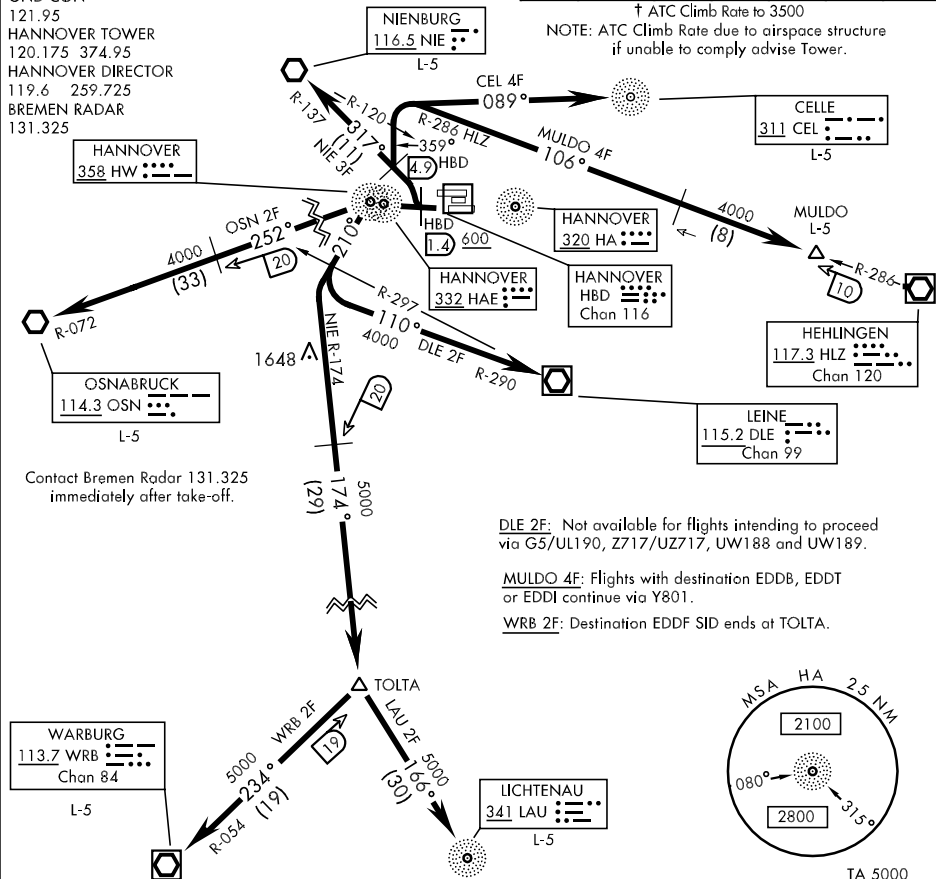 121.95
HANNOVER TOWER
120.175 374.95
HANNOVER DIRECTOR
119.6 259.725
BREMEN RADAR
131.325
† ATC Climb Rate to 3500
NOTE: ATC Climb Rate due to airspace structure
if unable to comply advise Tower.
NIENBURG
116.5 NIE
L-5
CEL 4F
089°
CELLE
311 CEL
L-5
R-137
R-120
317°
(11)
NIE 3F
359°
R-286 HLZ
MULDO 4F
106°
4.9 HBD
4000
(8)
MULDO
L-5
R-286
10
HANNOVER
358 HW
HBD
1.4 600
HANNOVER
320 HA
HANNOVER
332 HAE
HANNOVER
HBD
Chan 116
HEHLINGEN
117.3 HLZ
Chan 120
OSN 2F
252°
4000
(33)
20
R-072
210°
R-297
110°
4000
DLE 2F
R-290
NIE R-174
1648
20
OSNABRUCK
114.3 OSN
L-5
LEINE
115.2 DLE
Chan 99
Contact Bremen Radar 131.325
immediately after take-off.
174°
(29)
5000
DLE 2F: Not available for flights intending to proceed
via G5/UL190, Z717/UZ717, UW188 and UW189.
MULDO 4F: Flights with destination EDDB, EDDT
or EDDI continue via Y801.
WRB 2F: Destination EDDF SID ends at TOLTA.
TOLTA
WRB 2F
19
5000
234°
(19)
R-054
LAU 2F
5000
166°
(30)
WARBURG
113.7 WRB
Chan 84
L-5
LICHTENAU
341 LAU
L-5
MSA HA 25 NM
2100
080°
315°
2800
TA 5000